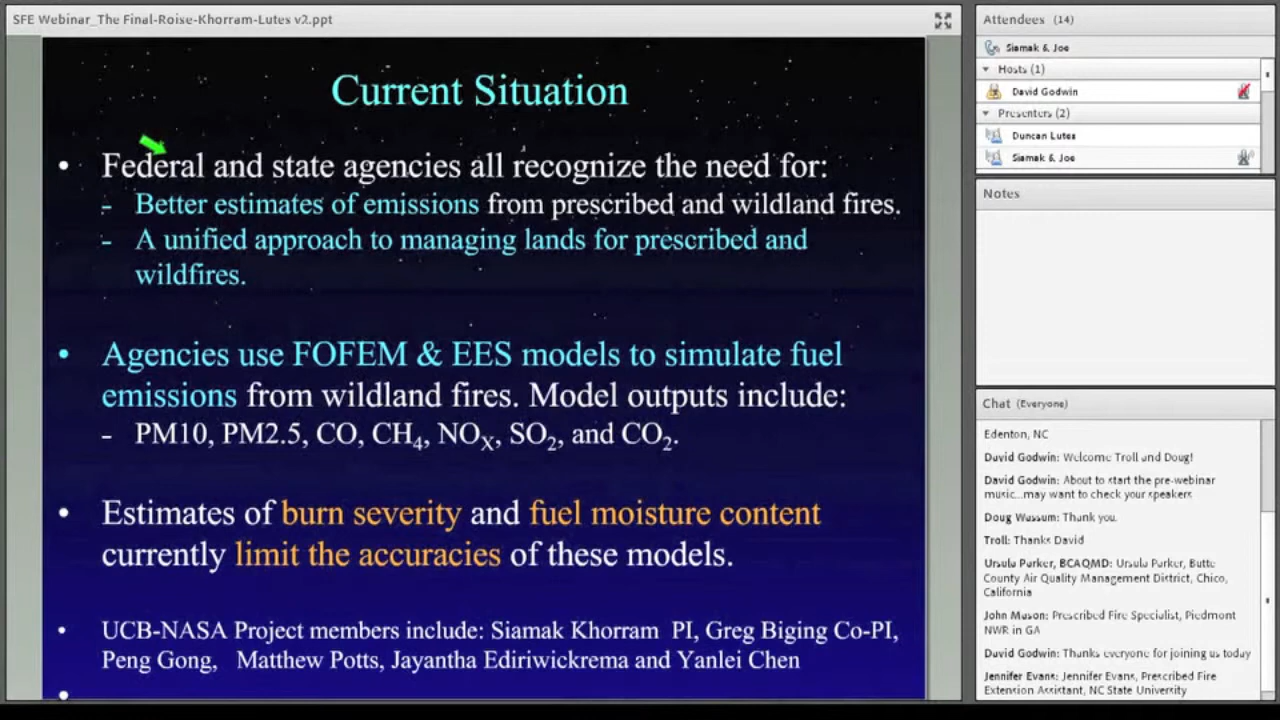 SFE Webinar_The Final-Roise-Khorram-Lutes v2.ppt
Current Situation
• Federal and state agencies all recognize the need for:
- Better estimates of emissions from prescribed and wildland fires.
- A unified approach to managing lands for prescribed and
wildfires.
• Agencies use FOFEM & EES models to simulate fuel
emissions from wildland fires. Model outputs include:
- PM10, PM2.5, CO, CH4, NOX, SO2, and CO2.
• Estimates of burn severity and fuel moisture content
currently limit the accuracies of these models.
• UCB-NASA Project members include: Siamak Khorram PI, Greg Biging Co-PI,
Peng Gong, Matthew Potts, Jayantha Ediriwickrema and Yanlei Chen
•
Attendees (14)
Siamak & Joe
Hosts (1)
David Godwin
Presenters (2)
Duncan Lutes
Siamak & Joe
Notes
Chat (Everyone)
Edenton, NC
David Godwin: Welcome Troll and Doug!
David Godwin: About to start the pre-webinar
music...may want to check your speakers
Doug Wassum: Thank you.
Troll: Thanks David
Ursula Parker, BCAQMD: Ursula Parker, Butte
County Air Quality Management District, Chico,
California
John Mason: Prescribed Fire Specialist, Piedmont
NWR in GA
David Godwin: Thanks everyone for joining us today
Jennifer Evans: Jennifer Evans, Prescribed Fire
Extension Assistant, NC State University